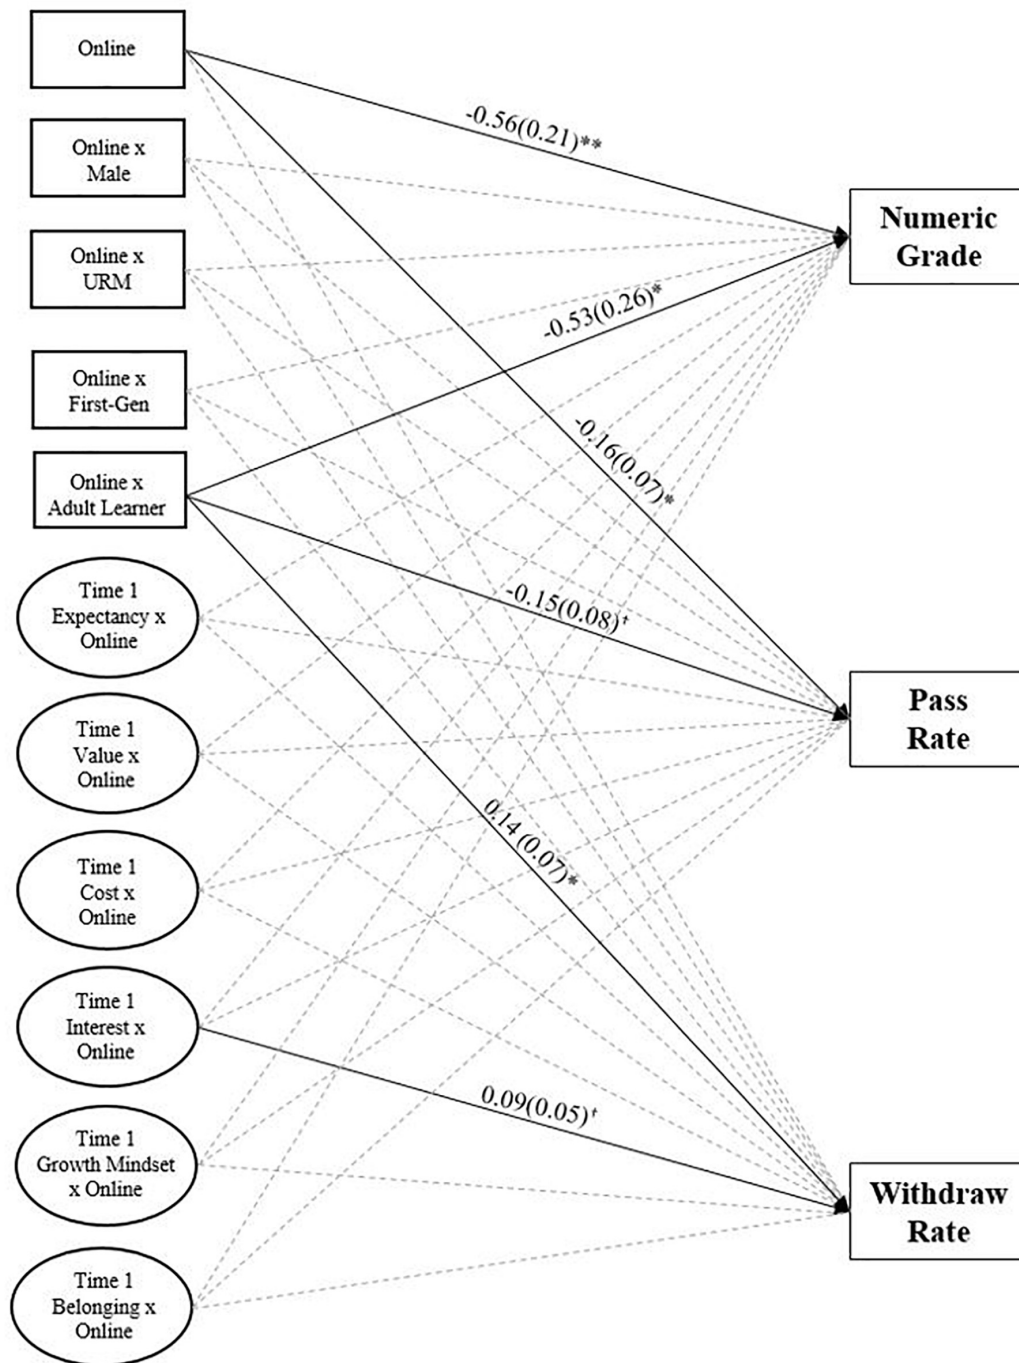 Online
Online x
Male
Online x
URM
Online x
First-Gen
Online x
Adult Learner
Time 1
Expectancy x
Online
Time 1
Value x
Online
Time 1
Cost x
Online
Time 1
Interest x
Online
Time 1
Growth Mindset
x Online
Time 1
Belonging x
Online
-0.56(0.21)**
-0.53(0.26)*
-0.16(0.07)*
-0.15(0.08)†
0.14 (0.07)*
0.09(0.05)†
Numeric
Grade
Pass
Rate
Withdraw
Rate